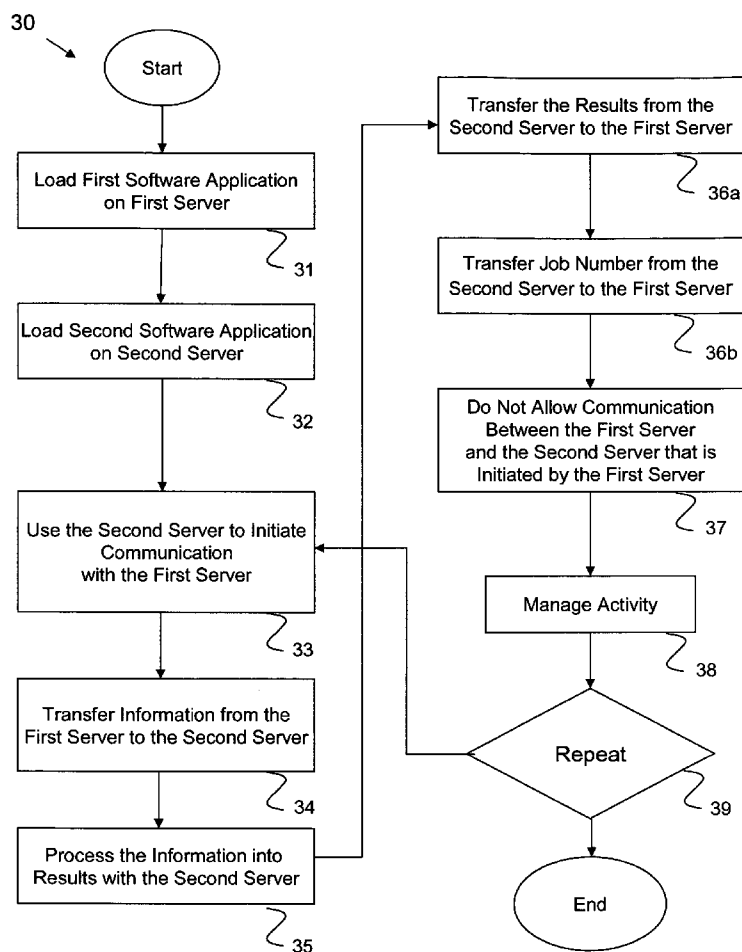 30
Start
Load First Software Application
on First Server
31
Load Second Software Application
on Second Server
32
Use the Second Server to Initiate
Communication
with the First Server
33
Transfer Information from the
First Server to the Second Server
34
Process the Information into
Results with the Second Server
35
Transfer the Results from the
Second Server to the First Server
36a
Transfer Job Number from the
Second Server to the First Server
36b
Do Not Allow Communication
Between the First Server
and the Second Server that is
Initiated by the First Server
37
Manage Activity
38
Repeat
39
End